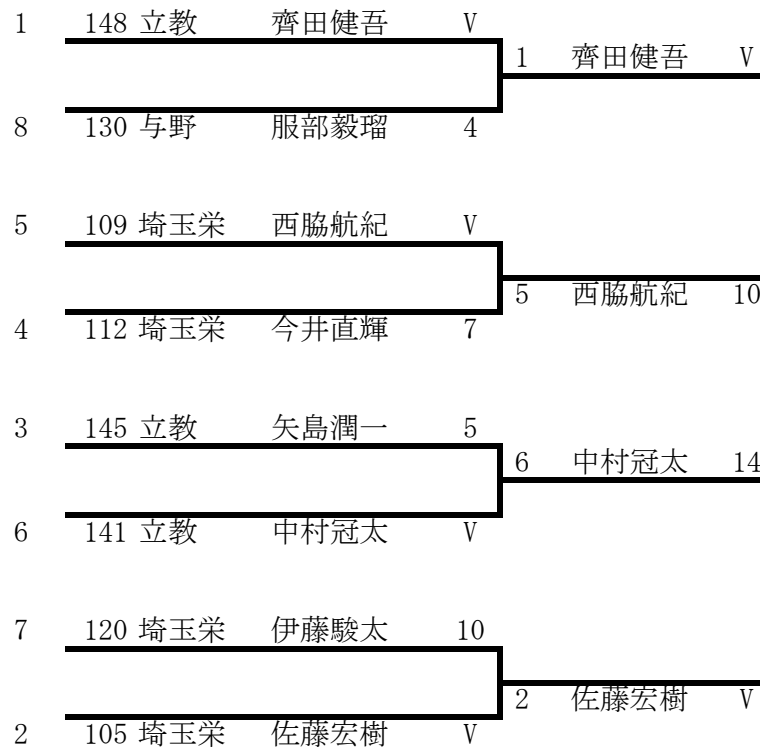 1 148 立教 齊田健吾 V
1 齊田健吾 V
8 130 与野 服部毅瑠 4
5 109 埼玉栄 西脇航紀 V
5 西脇航紀 10
4 112 埼玉栄 今井直輝 7
3 145 立教 矢島潤一 5
6 中村冠太 14
6 141 立教 中村冠太 V
7 120 埼玉栄 伊藤駿太 10
2 佐藤宏樹 V
2 105 埼玉栄 佐藤宏樹 V